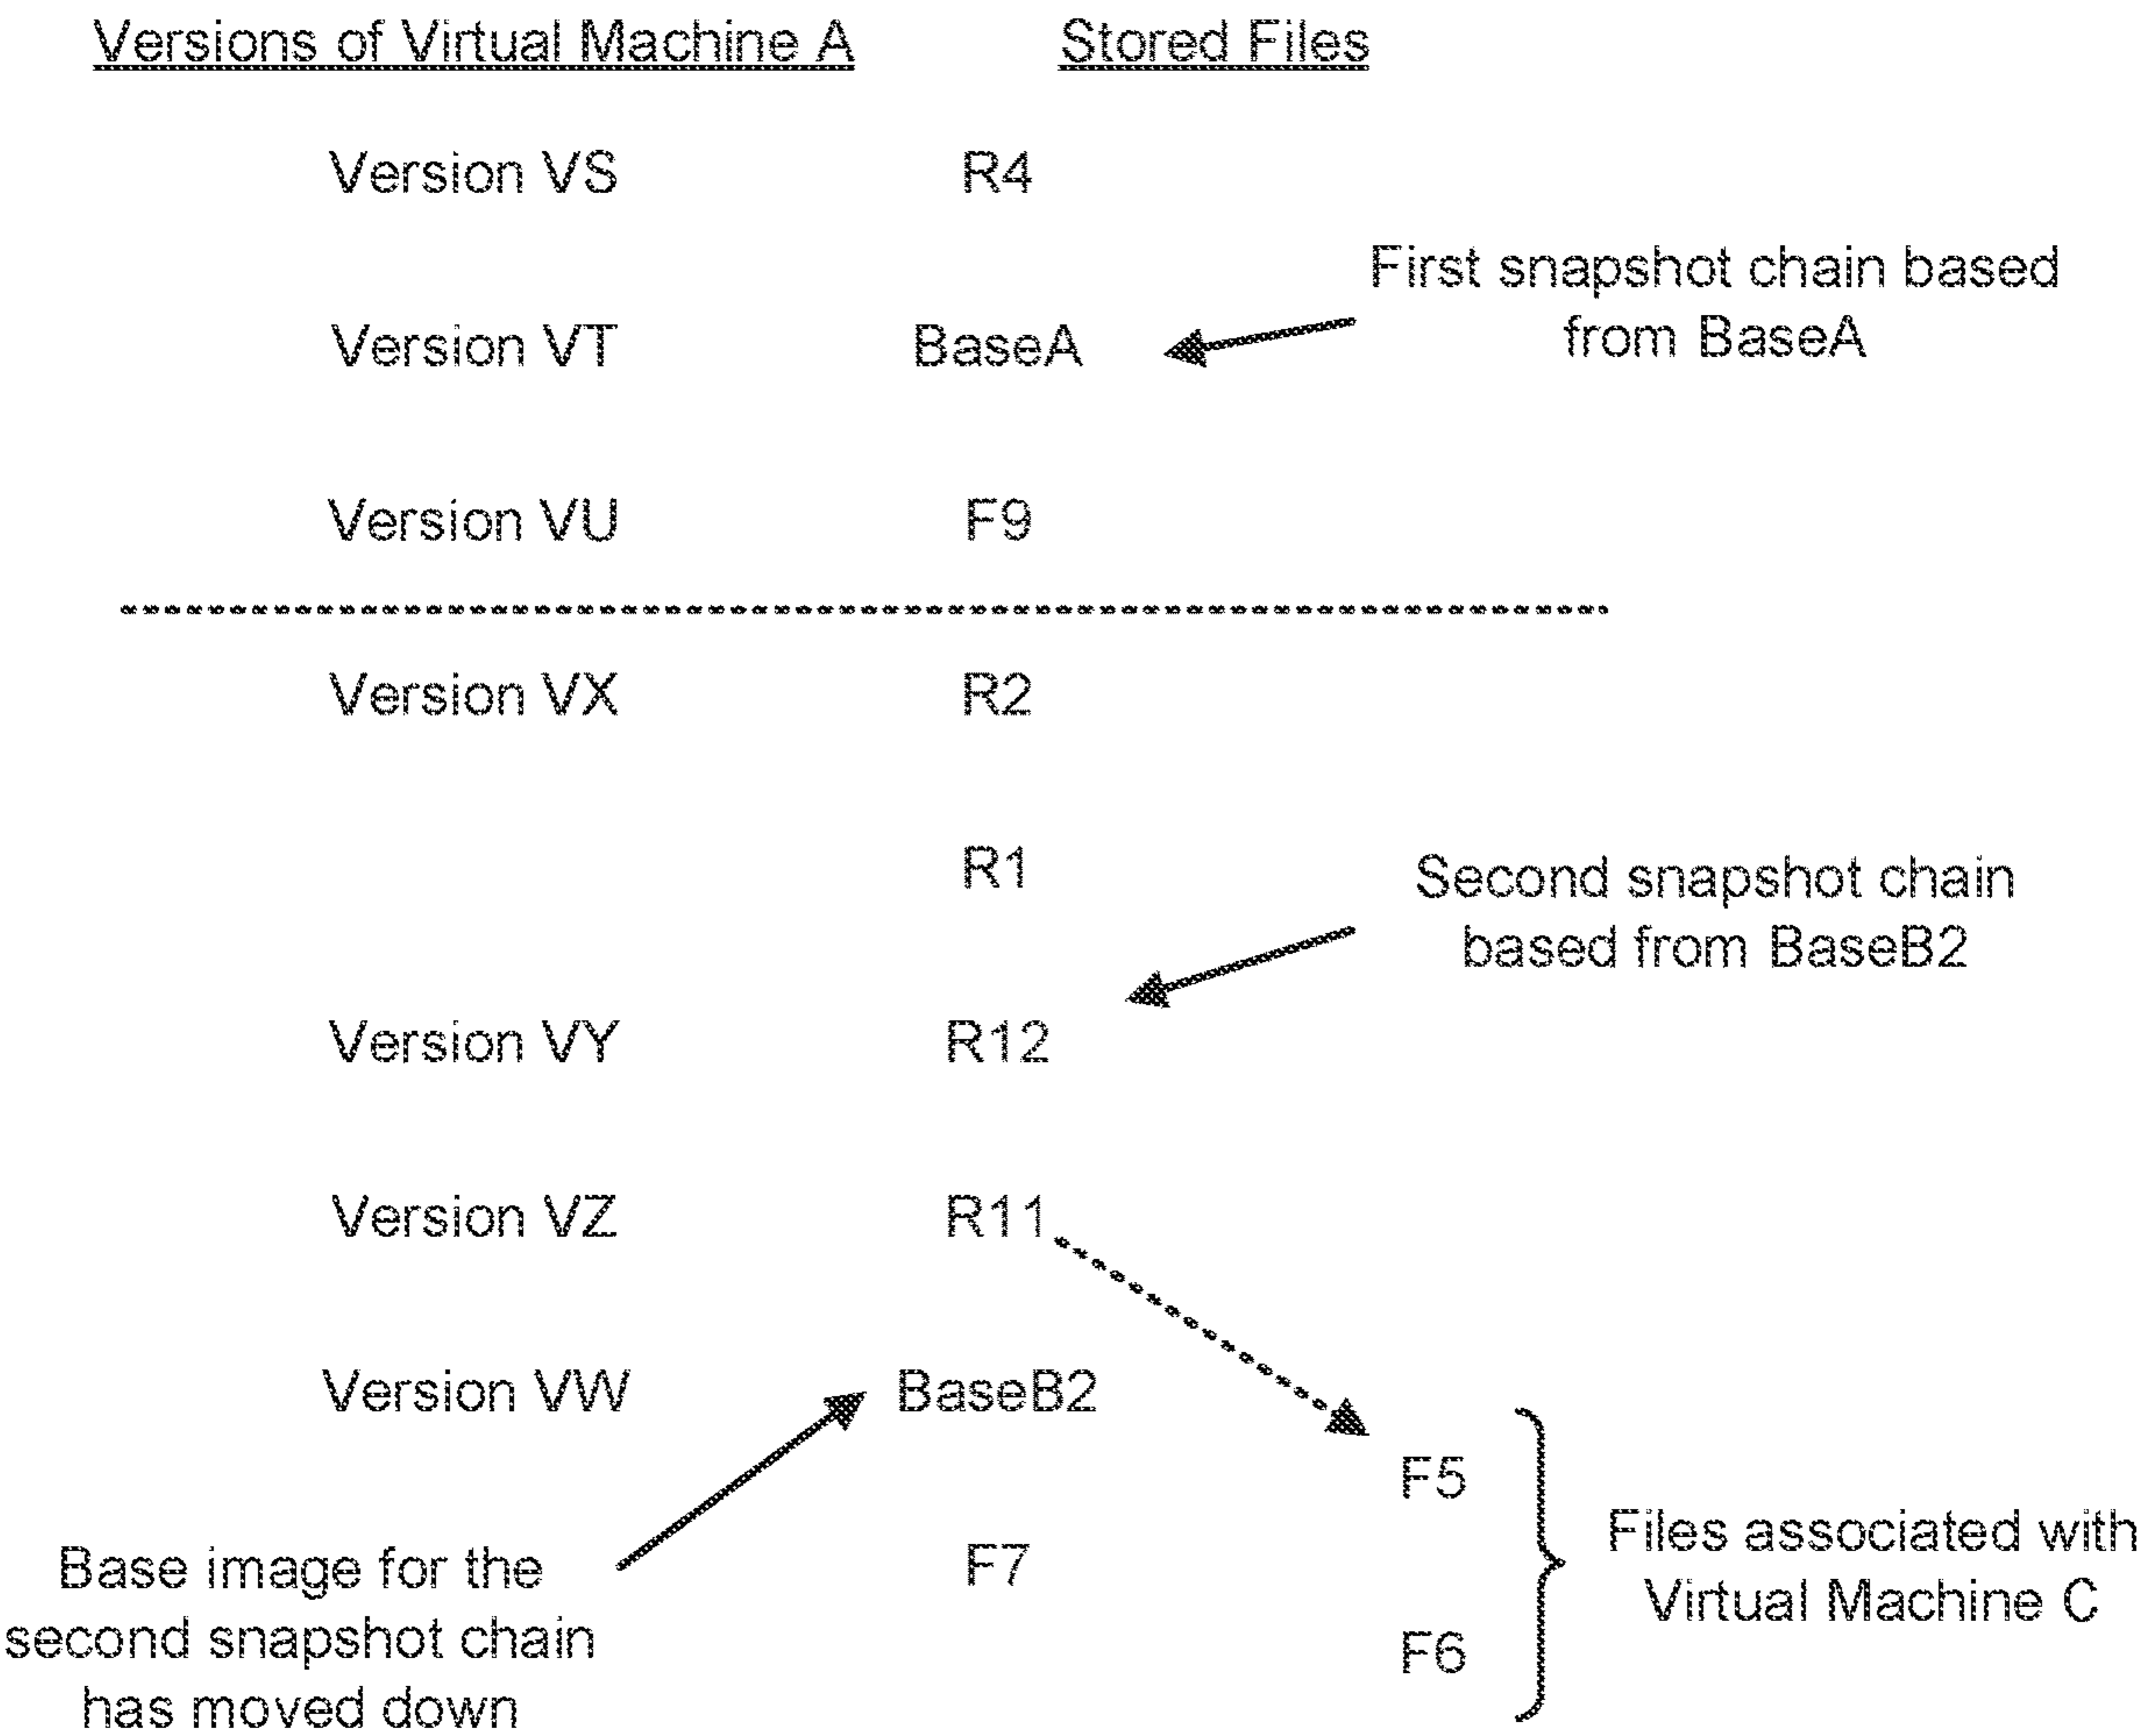 Versions of Virtual Machine A    Stored Files
Version VS    R4
First snapshot chain based
from BaseA
Version VT    BaseA
Version VU    F9
Version VX    R2
R1
Second snapshot chain
based from BaseB2
Version VY    R12
Version VZ    R11
Version VW    BaseB2
F5
Files associated with
Virtual Machine C
F7
F6
Base image for the
second snapshot chain
has moved down